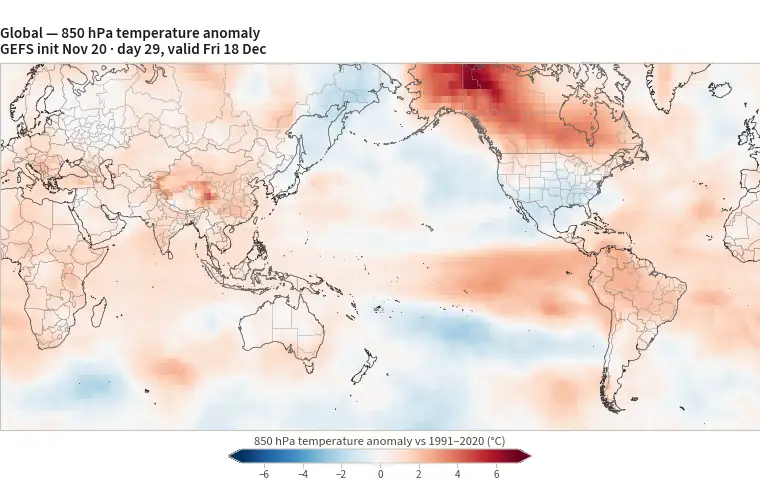 Global — 850 hPa temperature anomaly
GEFS init Nov 20 · day 29, valid Fri 18 Dec
850 hPa temperature anomaly vs 1991–2020 (°C)
−6 −4 −2 0 2 4 6